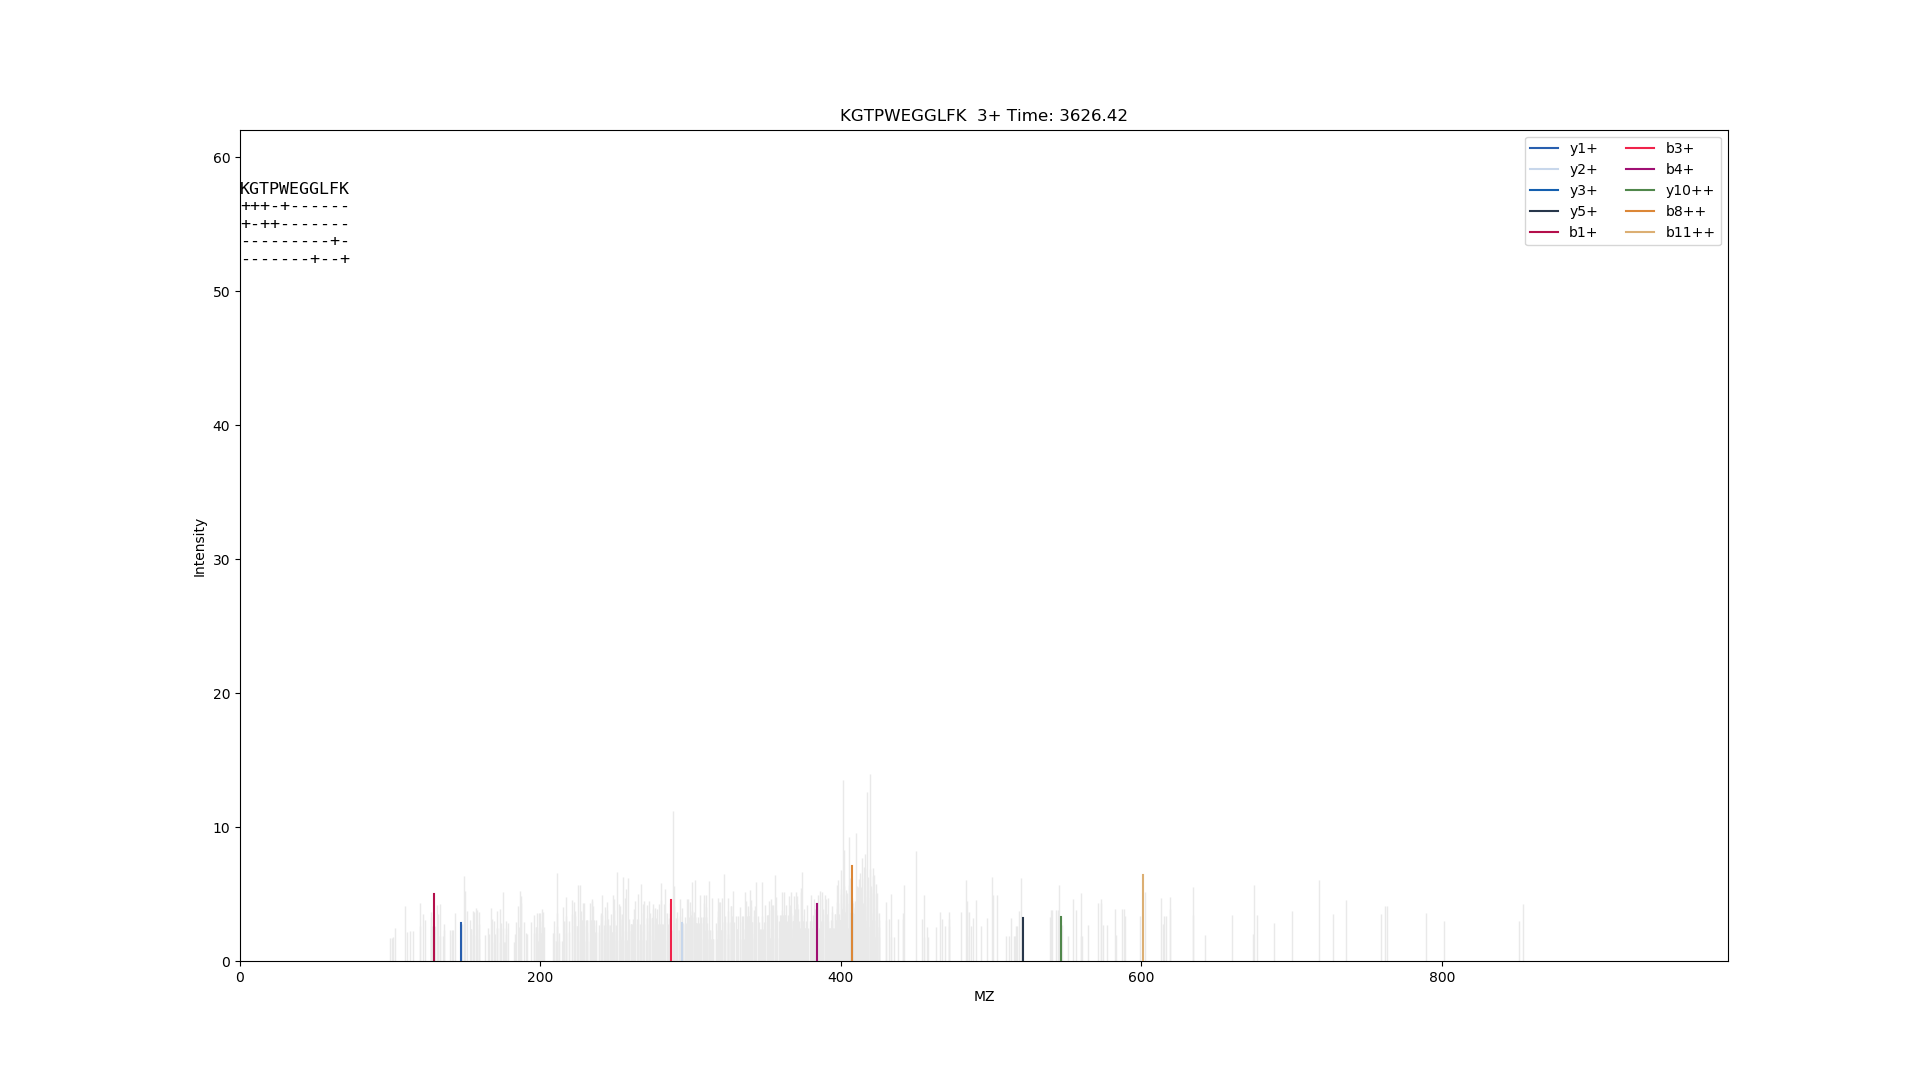 KGTPWEGGLFK  3+ Time: 3626.42
y1+
y2+
y3+
y5+
b1+
b3+
b4+
y10++
b8++
b11++
KGTPWEGGLFK
+++-+------
+-++-------
---------+-
-------+--+
60
50
40
30
20
10
0
Intensity
0 200 400 600 800
MZ